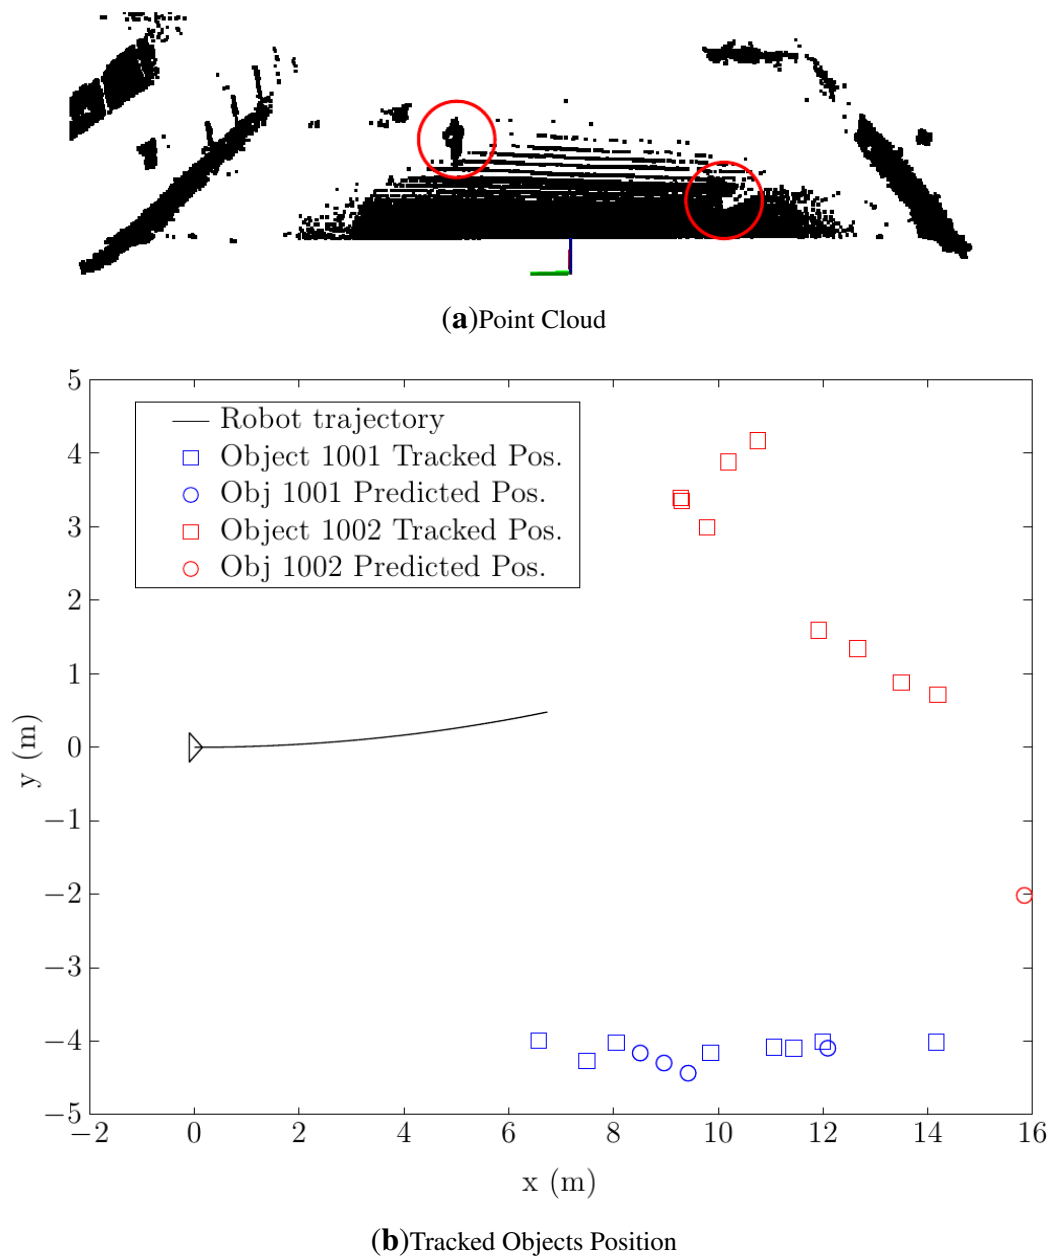 (a)Point Cloud
5
4
3
2
1
0
−1
−2
−3
−4
−5
y (m)
Robot trajectory
Object 1001 Tracked Pos.
Obj 1001 Predicted Pos.
Object 1002 Tracked Pos.
Obj 1002 Predicted Pos.
−2 0 2 4 6 8 10 12 14 16
x (m)
(b)Tracked Objects Position